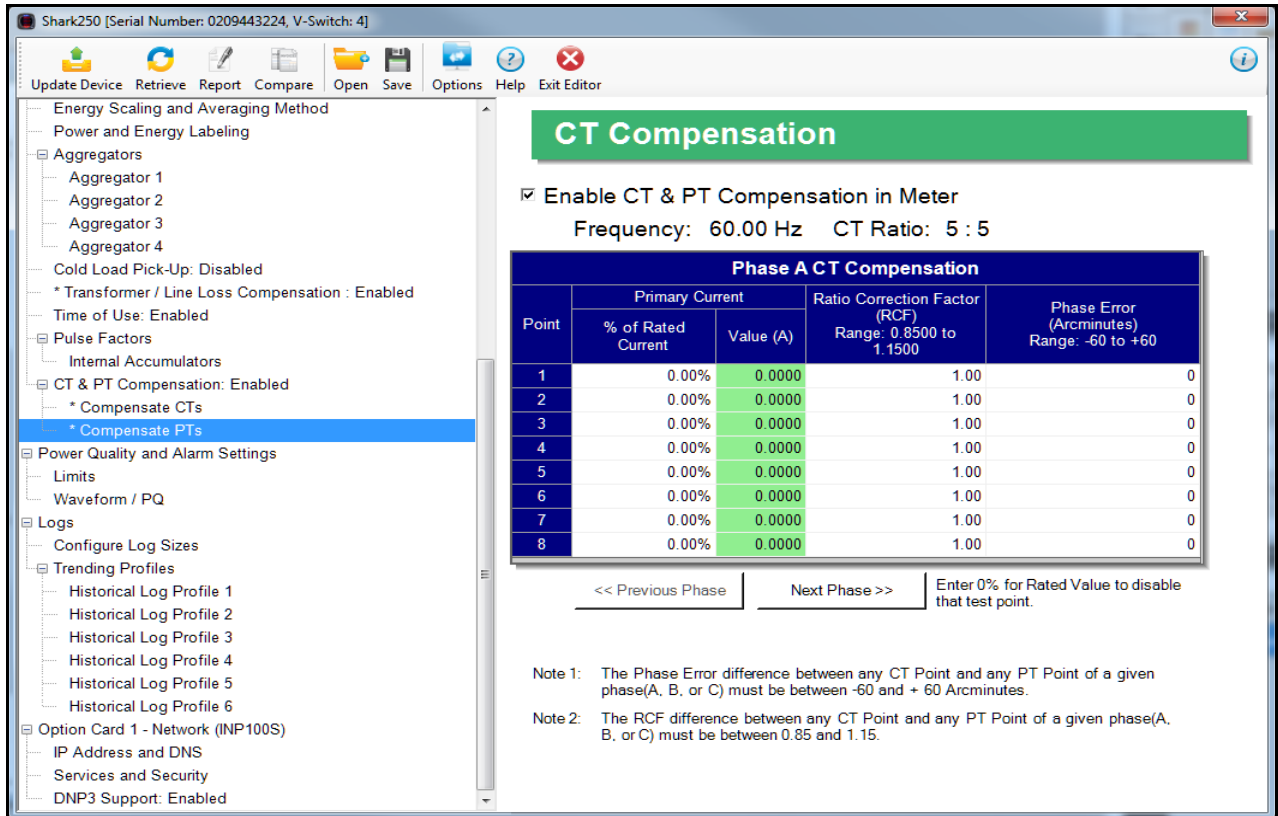 Shark250 [Serial Number: 0209443224, V-Switch: 4]
Update Device Retrieve Report Compare Open Save Options Help Exit Editor
Energy Scaling and Averaging Method
Power and Energy Labeling
Aggregators
Aggregator 1
Aggregator 2
Aggregator 3
Aggregator 4
Cold Load Pick-Up: Disabled
* Transformer / Line Loss Compensation : Enabled
Time of Use: Enabled
Pulse Factors
Internal Accumulators
CT & PT Compensation: Enabled
* Compensate CTs
* Compensate PTs
Power Quality and Alarm Settings
Limits
Waveform / PQ
Logs
Configure Log Sizes
Trending Profiles
Historical Log Profile 1
Historical Log Profile 2
Historical Log Profile 3
Historical Log Profile 4
Historical Log Profile 5
Historical Log Profile 6
Option Card 1 - Network (INP100S)
IP Address and DNS
Services and Security
DNP3 Support: Enabled
CT Compensation
Enable CT & PT Compensation in Meter
Frequency: 60.00 Hz CT Ratio: 5 : 5
Phase A CT Compensation
Point
Primary Current
% of Rated
Current
Value (A)
Ratio Correction Factor
(RCF)
Range: 0.8500 to
1.1500
Phase Error
(Arcminutes)
Range: -60 to +60
1 0.00% 0.0000 1.00 0
2 0.00% 0.0000 1.00 0
3 0.00% 0.0000 1.00 0
4 0.00% 0.0000 1.00 0
5 0.00% 0.0000 1.00 0
6 0.00% 0.0000 1.00 0
7 0.00% 0.0000 1.00 0
8 0.00% 0.0000 1.00 0
<< Previous Phase
Next Phase >>
Enter 0% for Rated Value to disable
that test point.
Note 1: The Phase Error difference between any CT Point and any PT Point of a given
phase(A, B, or C) must be between -60 and + 60 Arcminutes.
Note 2: The RCF difference between any CT Point and any PT Point of a given phase(A,
B, or C) must be between 0.85 and 1.15.